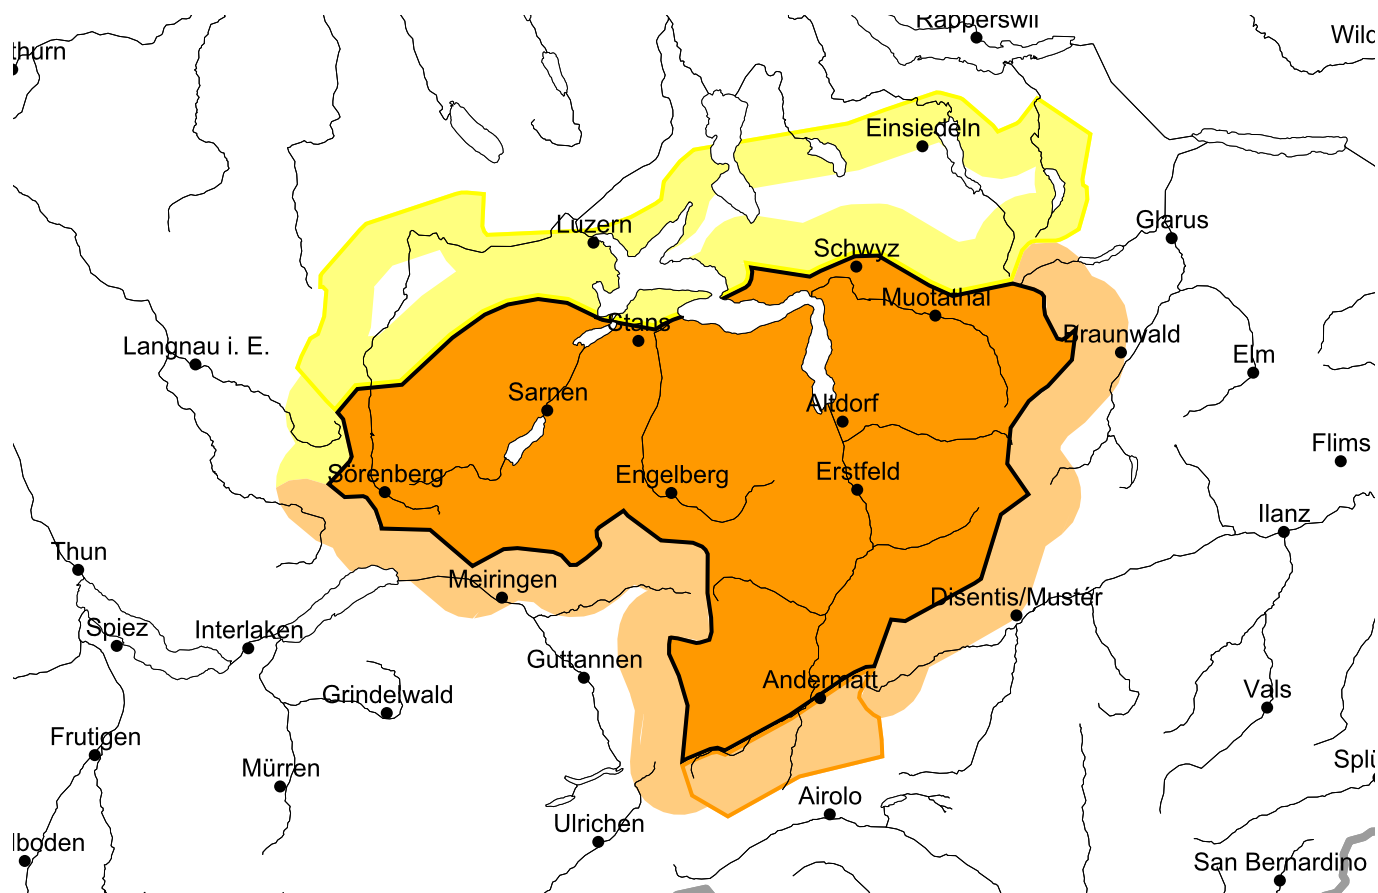 Rapperswil
thurn
Wild
Einsiedeln
Glarus
Luzern
Schwyz
Muotathal
Stans
Braunwald
Langnau i. E.
Elm
Sarnen
Altdorf
Flims
Sörenberg
Engelberg
Erstfeld
Ilanz
Thun
Meiringen
Disentis/Mustér
Spiez
Interlaken
Guttannen
Andermatt
Vals
Grindelwald
Frutigen
Mürren
Splü
Airolo
Ulrichen
lboden
San Bernardino